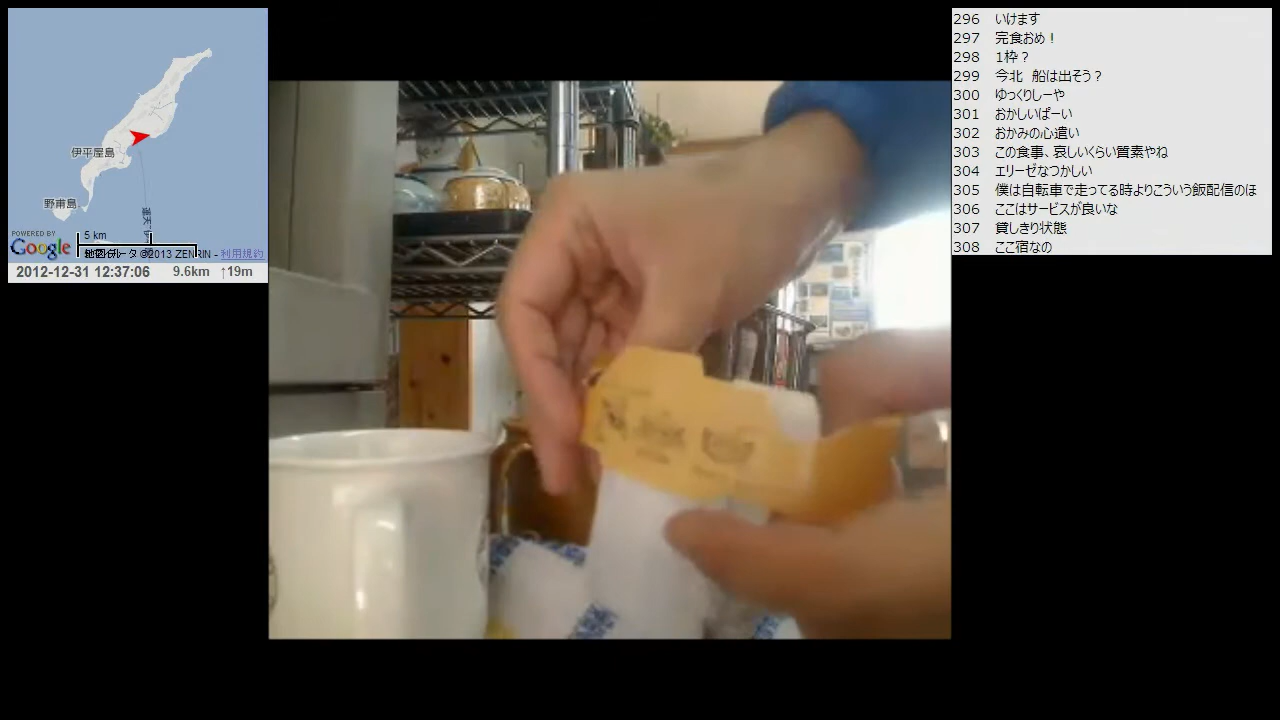 伊平屋島
野甫島
POWERED BY
Google
5 km
地図データ ©2013 ZENRIN - 利用規約
2012-12-31 12:37:06 9.6km ↑19m
296 いけます
297 完食おめ！
298 1枠？
299 今北 船は出そう？
300 ゆっくりしーや
301 おかしいぱーい
302 おかみの心遣い
303 この食事、哀しいくらい質素やね
304 エリーゼなつかしい
305 僕は自転車で走ってる時よりこういう飯配信のほ
306 ここはサービスが良いな
307 貸しきり状態
308 ここ宿なの